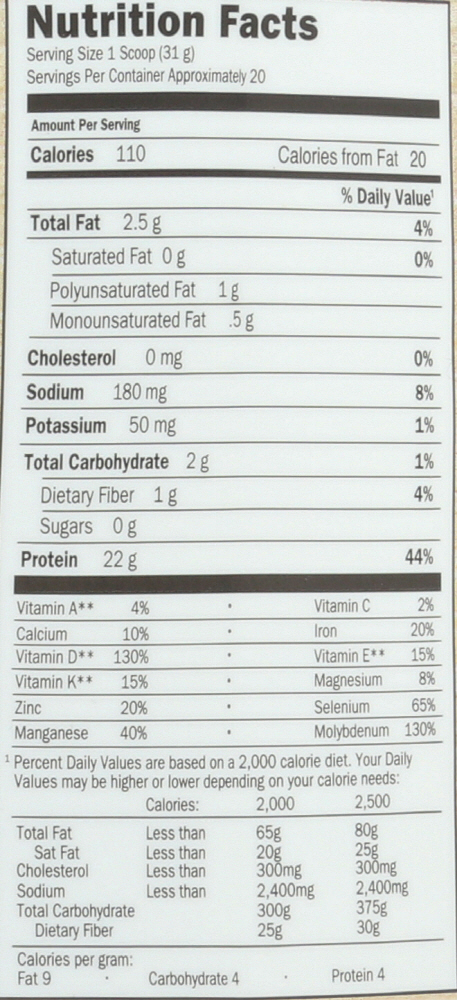 Nutrition Facts
Serving Size 1 Scoop (31 g)
Servings Per Container Approximately 20
Amount Per Serving
Calories 110 Calories from Fat 20
% Daily Value¹
Total Fat 2.5 g 4%
Saturated Fat 0 g 0%
Polyunsaturated Fat 1 g
Monounsaturated Fat .5 g
Cholesterol 0 mg 0%
Sodium 180 mg 8%
Potassium 50 mg 1%
Total Carbohydrate 2 g 1%
Dietary Fiber 1 g 4%
Sugars 0 g
Protein 22 g 44%
Vitamin A** 4% • Vitamin C 2%
Calcium 10% • Iron 20%
Vitamin D** 130% • Vitamin E** 15%
Vitamin K** 15% • Magnesium 8%
Zinc 20% • Selenium 65%
Manganese 40% • Molybdenum 130%
¹ Percent Daily Values are based on a 2,000 calorie diet. Your Daily
Values may be higher or lower depending on your calorie needs:
Calories: 2,000 2,500
Total Fat Less than 65g 80g
Sat Fat Less than 20g 25g
Cholesterol Less than 300mg 300mg
Sodium Less than 2,400mg 2,400mg
Total Carbohydrate 300g 375g
Dietary Fiber 25g 30g
Calories per gram:
Fat 9 • Carbohydrate 4 • Protein 4